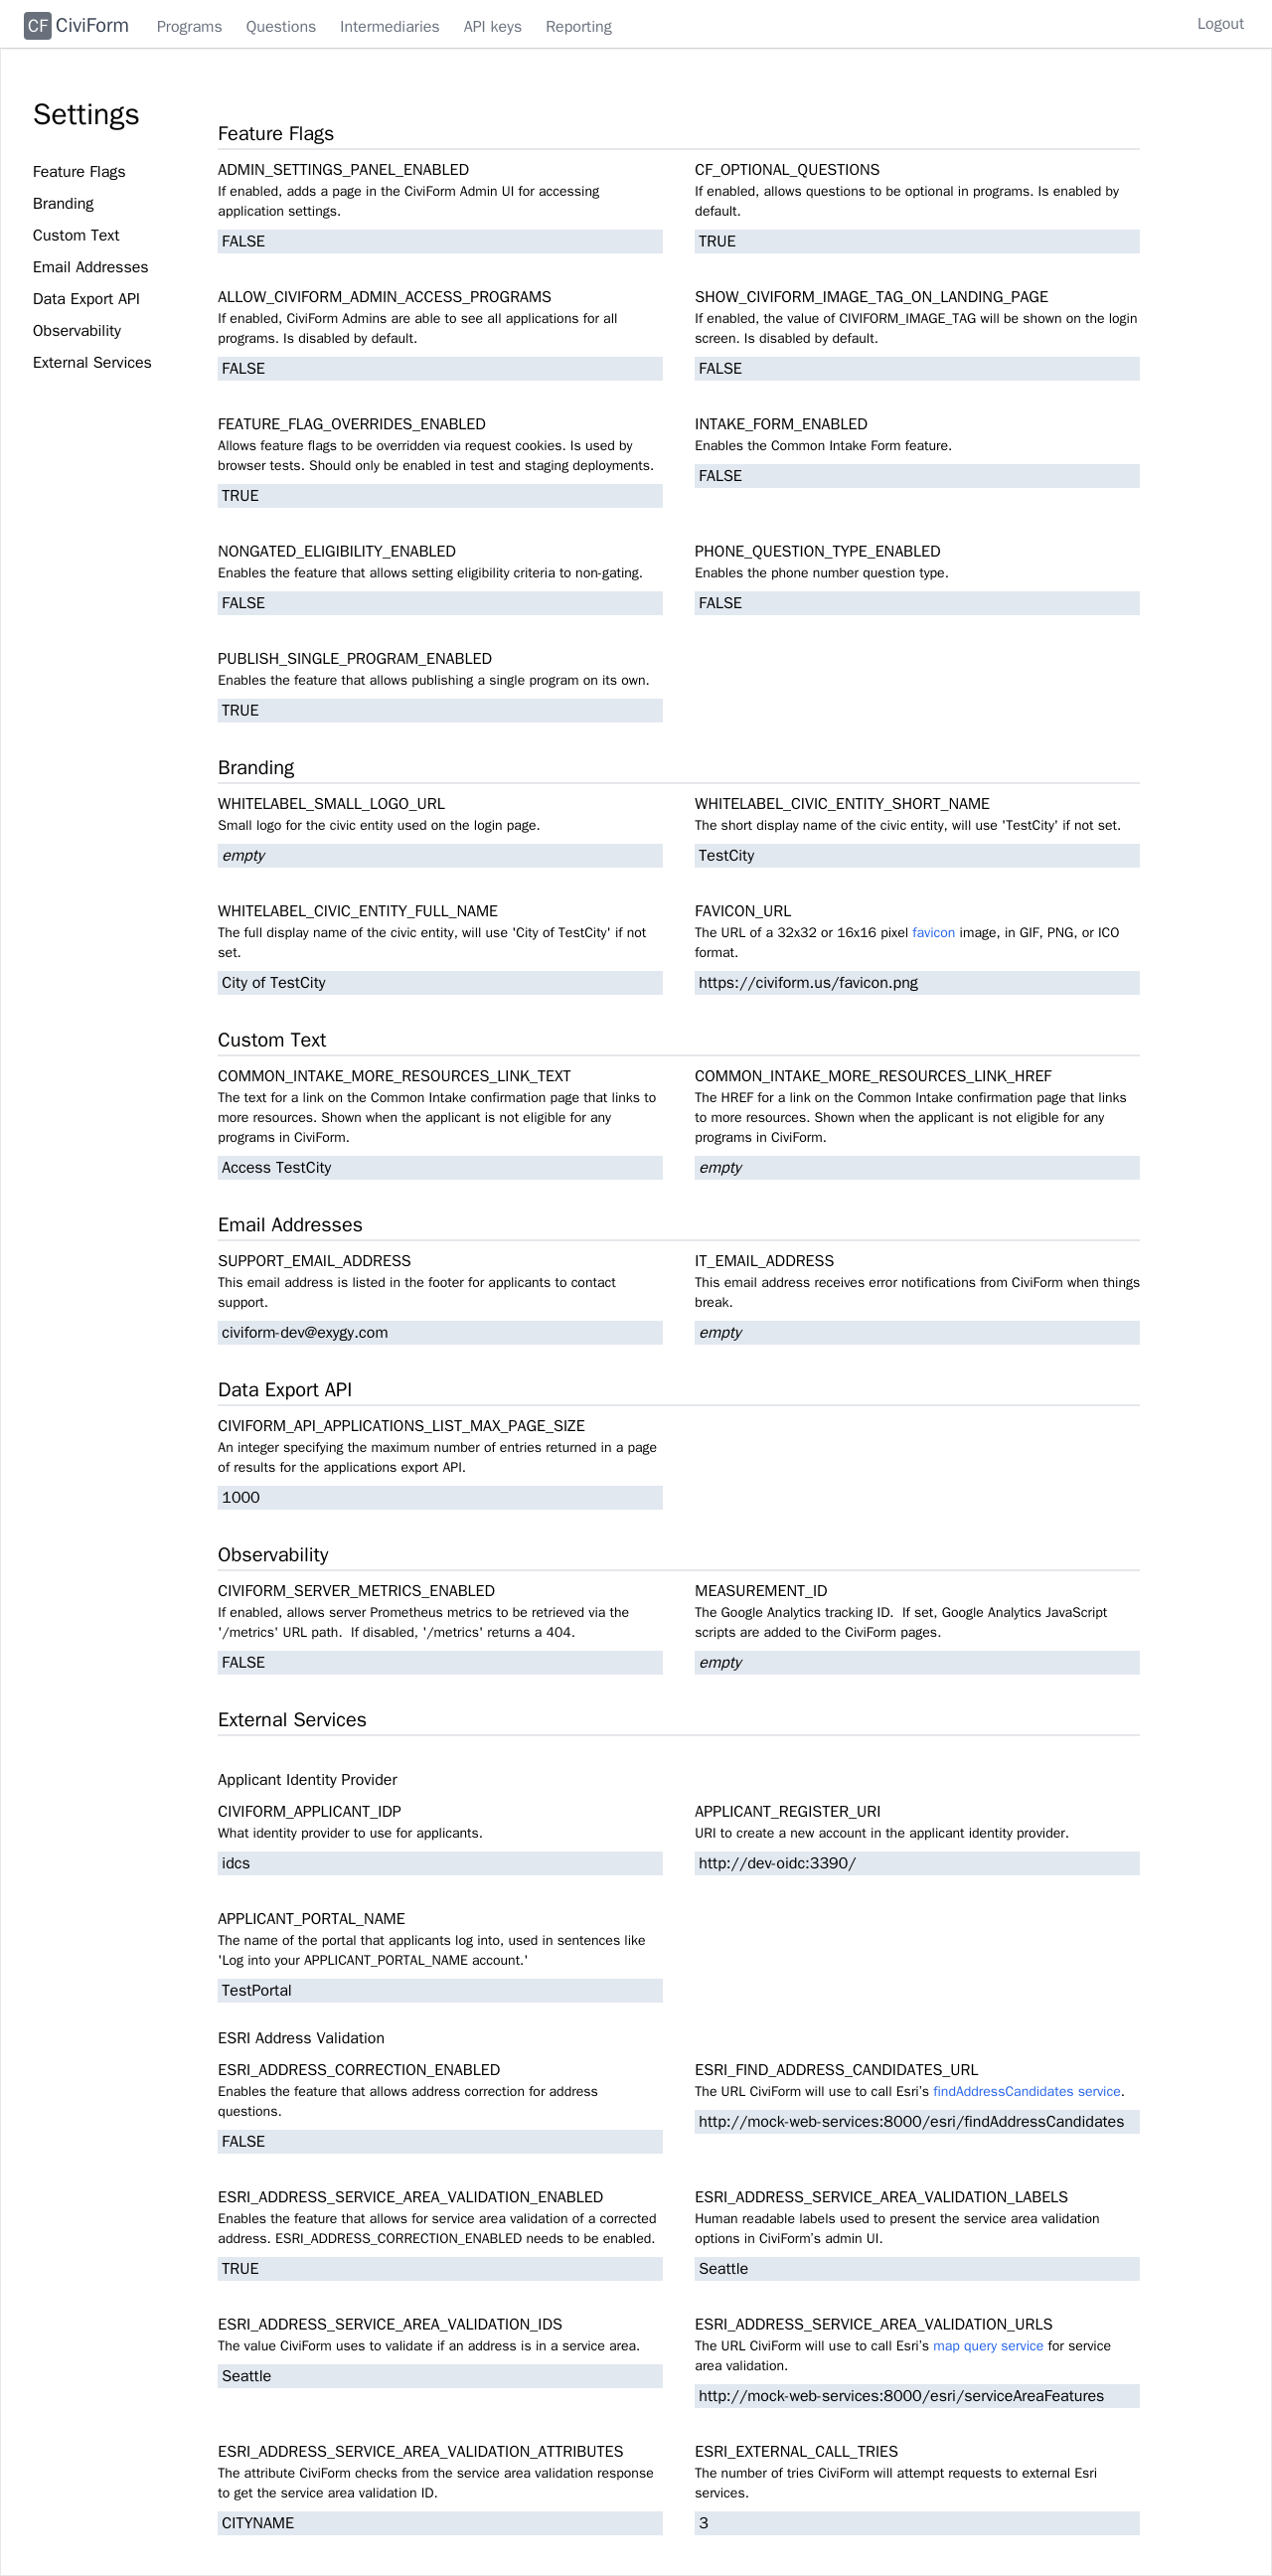 CF CiviForm Programs Questions Intermediaries API keys Reporting Logout
Settings
Feature Flags
Branding
Custom Text
Email Addresses
Data Export API
Observability
External Services
Feature Flags
ADMIN_SETTINGS_PANEL_ENABLED
If enabled, adds a page in the CiviForm Admin UI for accessing
application settings.
FALSE
CF_OPTIONAL_QUESTIONS
If enabled, allows questions to be optional in programs. Is enabled by
default.
TRUE
ALLOW_CIVIFORM_ADMIN_ACCESS_PROGRAMS
If enabled, CiviForm Admins are able to see all applications for all
programs. Is disabled by default.
FALSE
SHOW_CIVIFORM_IMAGE_TAG_ON_LANDING_PAGE
If enabled, the value of CIVIFORM_IMAGE_TAG will be shown on the login
screen. Is disabled by default.
FALSE
FEATURE_FLAG_OVERRIDES_ENABLED
Allows feature flags to be overridden via request cookies. Is used by
browser tests. Should only be enabled in test and staging deployments.
TRUE
INTAKE_FORM_ENABLED
Enables the Common Intake Form feature.
FALSE
NONGATED_ELIGIBILITY_ENABLED
Enables the feature that allows setting eligibility criteria to non-gating.
FALSE
PHONE_QUESTION_TYPE_ENABLED
Enables the phone number question type.
FALSE
PUBLISH_SINGLE_PROGRAM_ENABLED
Enables the feature that allows publishing a single program on its own.
TRUE
Branding
WHITELABEL_SMALL_LOGO_URL
Small logo for the civic entity used on the login page.
empty
WHITELABEL_CIVIC_ENTITY_SHORT_NAME
The short display name of the civic entity, will use 'TestCity' if not set.
TestCity
WHITELABEL_CIVIC_ENTITY_FULL_NAME
The full display name of the civic entity, will use 'City of TestCity' if not
set.
City of TestCity
FAVICON_URL
The URL of a 32x32 or 16x16 pixel favicon image, in GIF, PNG, or ICO
format.
https://civiform.us/favicon.png
Custom Text
COMMON_INTAKE_MORE_RESOURCES_LINK_TEXT
The text for a link on the Common Intake confirmation page that links to
more resources. Shown when the applicant is not eligible for any
programs in CiviForm.
Access TestCity
COMMON_INTAKE_MORE_RESOURCES_LINK_HREF
The HREF for a link on the Common Intake confirmation page that links
to more resources. Shown when the applicant is not eligible for any
programs in CiviForm.
empty
Email Addresses
SUPPORT_EMAIL_ADDRESS
This email address is listed in the footer for applicants to contact
support.
civiform-dev@exygy.com
IT_EMAIL_ADDRESS
This email address receives error notifications from CiviForm when things
break.
empty
Data Export API
CIVIFORM_API_APPLICATIONS_LIST_MAX_PAGE_SIZE
An integer specifying the maximum number of entries returned in a page
of results for the applications export API.
1000
Observability
CIVIFORM_SERVER_METRICS_ENABLED
If enabled, allows server Prometheus metrics to be retrieved via the
'/metrics' URL path.  If disabled, '/metrics' returns a 404.
FALSE
MEASUREMENT_ID
The Google Analytics tracking ID.  If set, Google Analytics JavaScript
scripts are added to the CiviForm pages.
empty
External Services
Applicant Identity Provider
CIVIFORM_APPLICANT_IDP
What identity provider to use for applicants.
idcs
APPLICANT_REGISTER_URI
URI to create a new account in the applicant identity provider.
http://dev-oidc:3390/
APPLICANT_PORTAL_NAME
The name of the portal that applicants log into, used in sentences like
'Log into your APPLICANT_PORTAL_NAME account.'
TestPortal
ESRI Address Validation
ESRI_ADDRESS_CORRECTION_ENABLED
Enables the feature that allows address correction for address
questions.
FALSE
ESRI_FIND_ADDRESS_CANDIDATES_URL
The URL CiviForm will use to call Esri's findAddressCandidates service.
http://mock-web-services:8000/esri/findAddressCandidates
ESRI_ADDRESS_SERVICE_AREA_VALIDATION_ENABLED
Enables the feature that allows for service area validation of a corrected
address. ESRI_ADDRESS_CORRECTION_ENABLED needs to be enabled.
TRUE
ESRI_ADDRESS_SERVICE_AREA_VALIDATION_LABELS
Human readable labels used to present the service area validation
options in CiviForm's admin UI.
Seattle
ESRI_ADDRESS_SERVICE_AREA_VALIDATION_IDS
The value CiviForm uses to validate if an address is in a service area.
Seattle
ESRI_ADDRESS_SERVICE_AREA_VALIDATION_URLS
The URL CiviForm will use to call Esri's map query service for service
area validation.
http://mock-web-services:8000/esri/serviceAreaFeatures
ESRI_ADDRESS_SERVICE_AREA_VALIDATION_ATTRIBUTES
The attribute CiviForm checks from the service area validation response
to get the service area validation ID.
CITYNAME
ESRI_EXTERNAL_CALL_TRIES
The number of tries CiviForm will attempt requests to external Esri
services.
3